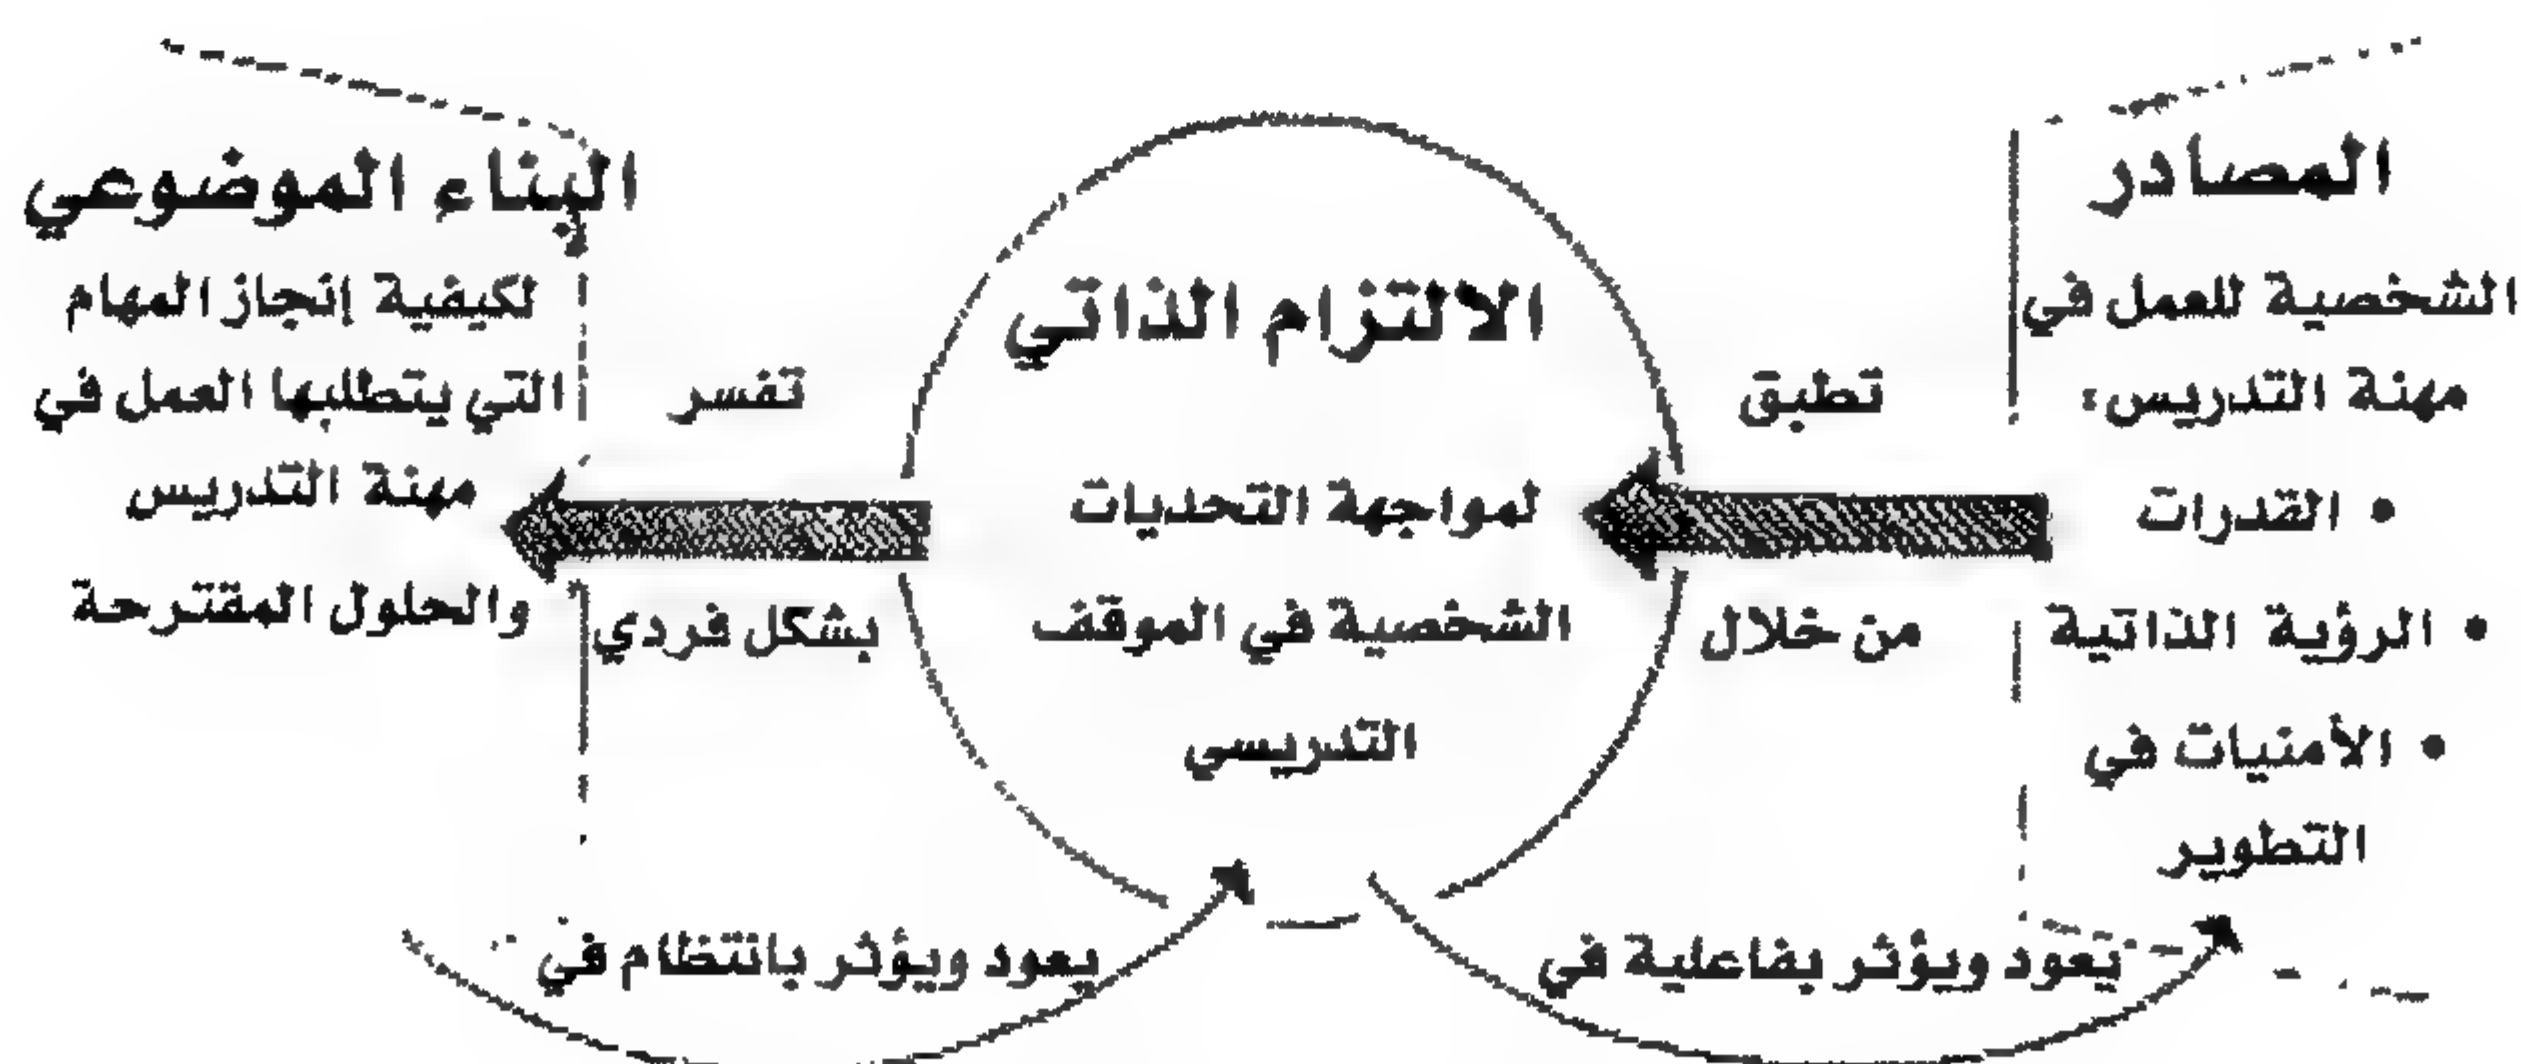 المصادر
الشخصية للعمل في
مهنة التدريس:
• القدرات
• الرؤية الذاتية
• الأمنيات في
التطوير
تطبق
من خلال
الالتزام الذاتي
لمواجهة التحديات
الشخصية في الموقف
التدريسي
تفسر
بشكل فردي
البناء الموضوعي
لكيفية إنجاز المهام
التي يتطلبها العمل في
مهنة التدريس
والحلول المقترحة
يعود ويؤثر بفاعلية في
يعود ويؤثر بانتظام في